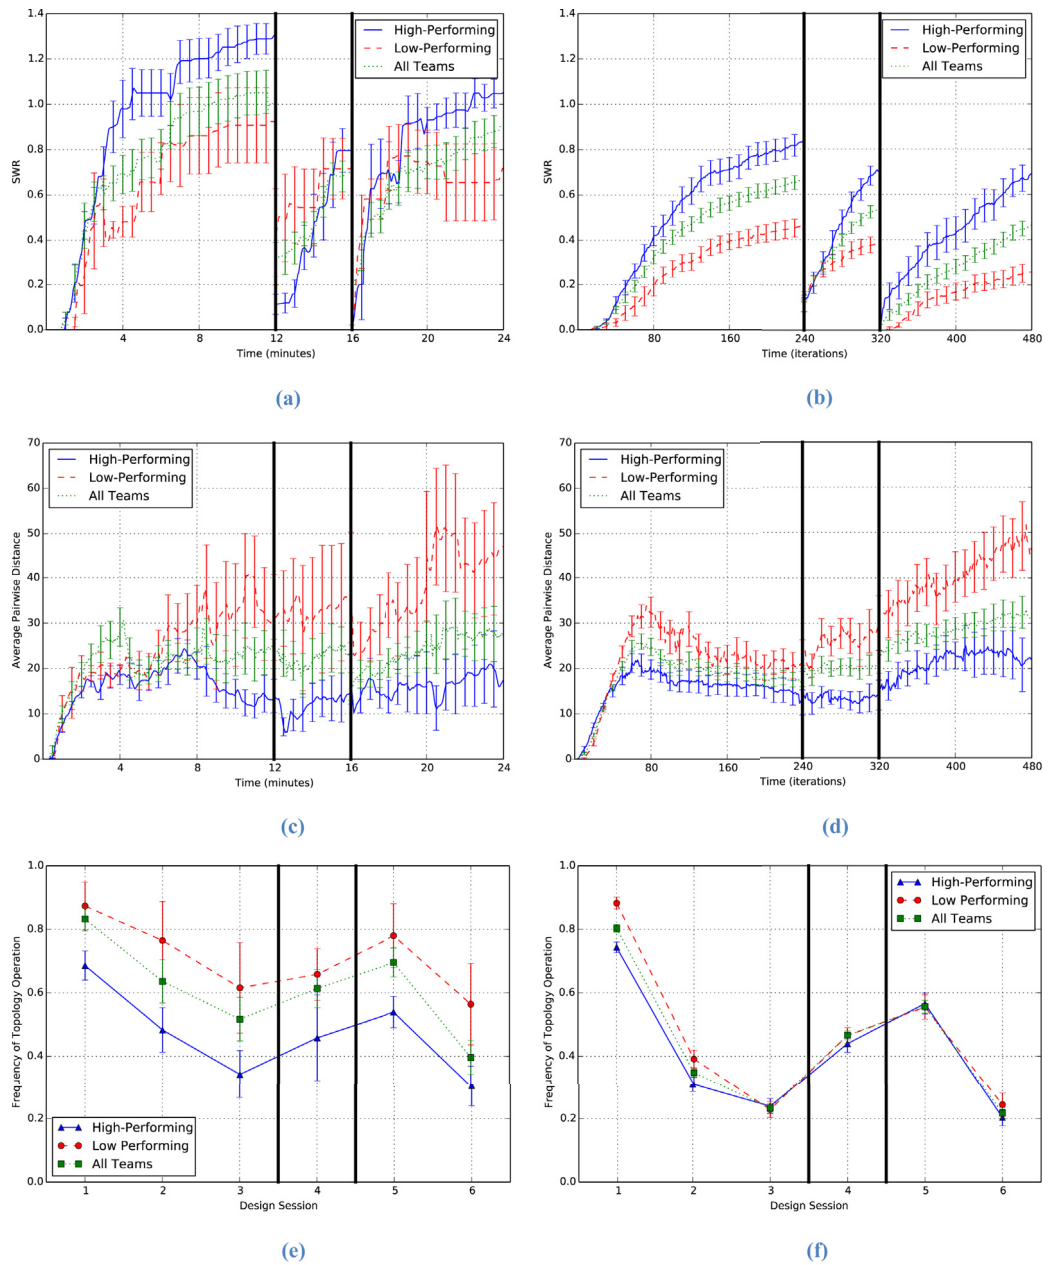 1.4
1.2
1.0
0.8
0.6
0.4
0.2
0.0
SWR
High-Performing
Low-Performing
All Teams
4
8
12
16
20
24
Time (minutes)
(a)
1.4
1.2
1.0
0.8
0.6
0.4
0.2
0.0
SWR
High-Performing
Low-Performing
All Teams
80
160
240
320
400
480
Time (iterations)
(b)
70
60
50
40
30
20
10
0
Average Pairwise Distance
High-Performing
Low-Performing
All Teams
4
8
12
16
20
24
Time (minutes)
(c)
70
60
50
40
30
20
10
0
Average Pairwise Distance
High-Performing
Low-Performing
All Teams
80
160
240
320
400
480
Time (iterations)
(d)
1.0
0.8
0.6
0.4
0.2
0.0
Frequency of Topology Operation
High-Performing
Low Performing
All Teams
1
2
3
4
5
6
Design Session
(e)
1.0
0.8
0.6
0.4
0.2
0.0
Frequency of Topology Operation
High-Performing
Low Performing
All Teams
1
2
3
4
5
6
Design Session
(f)